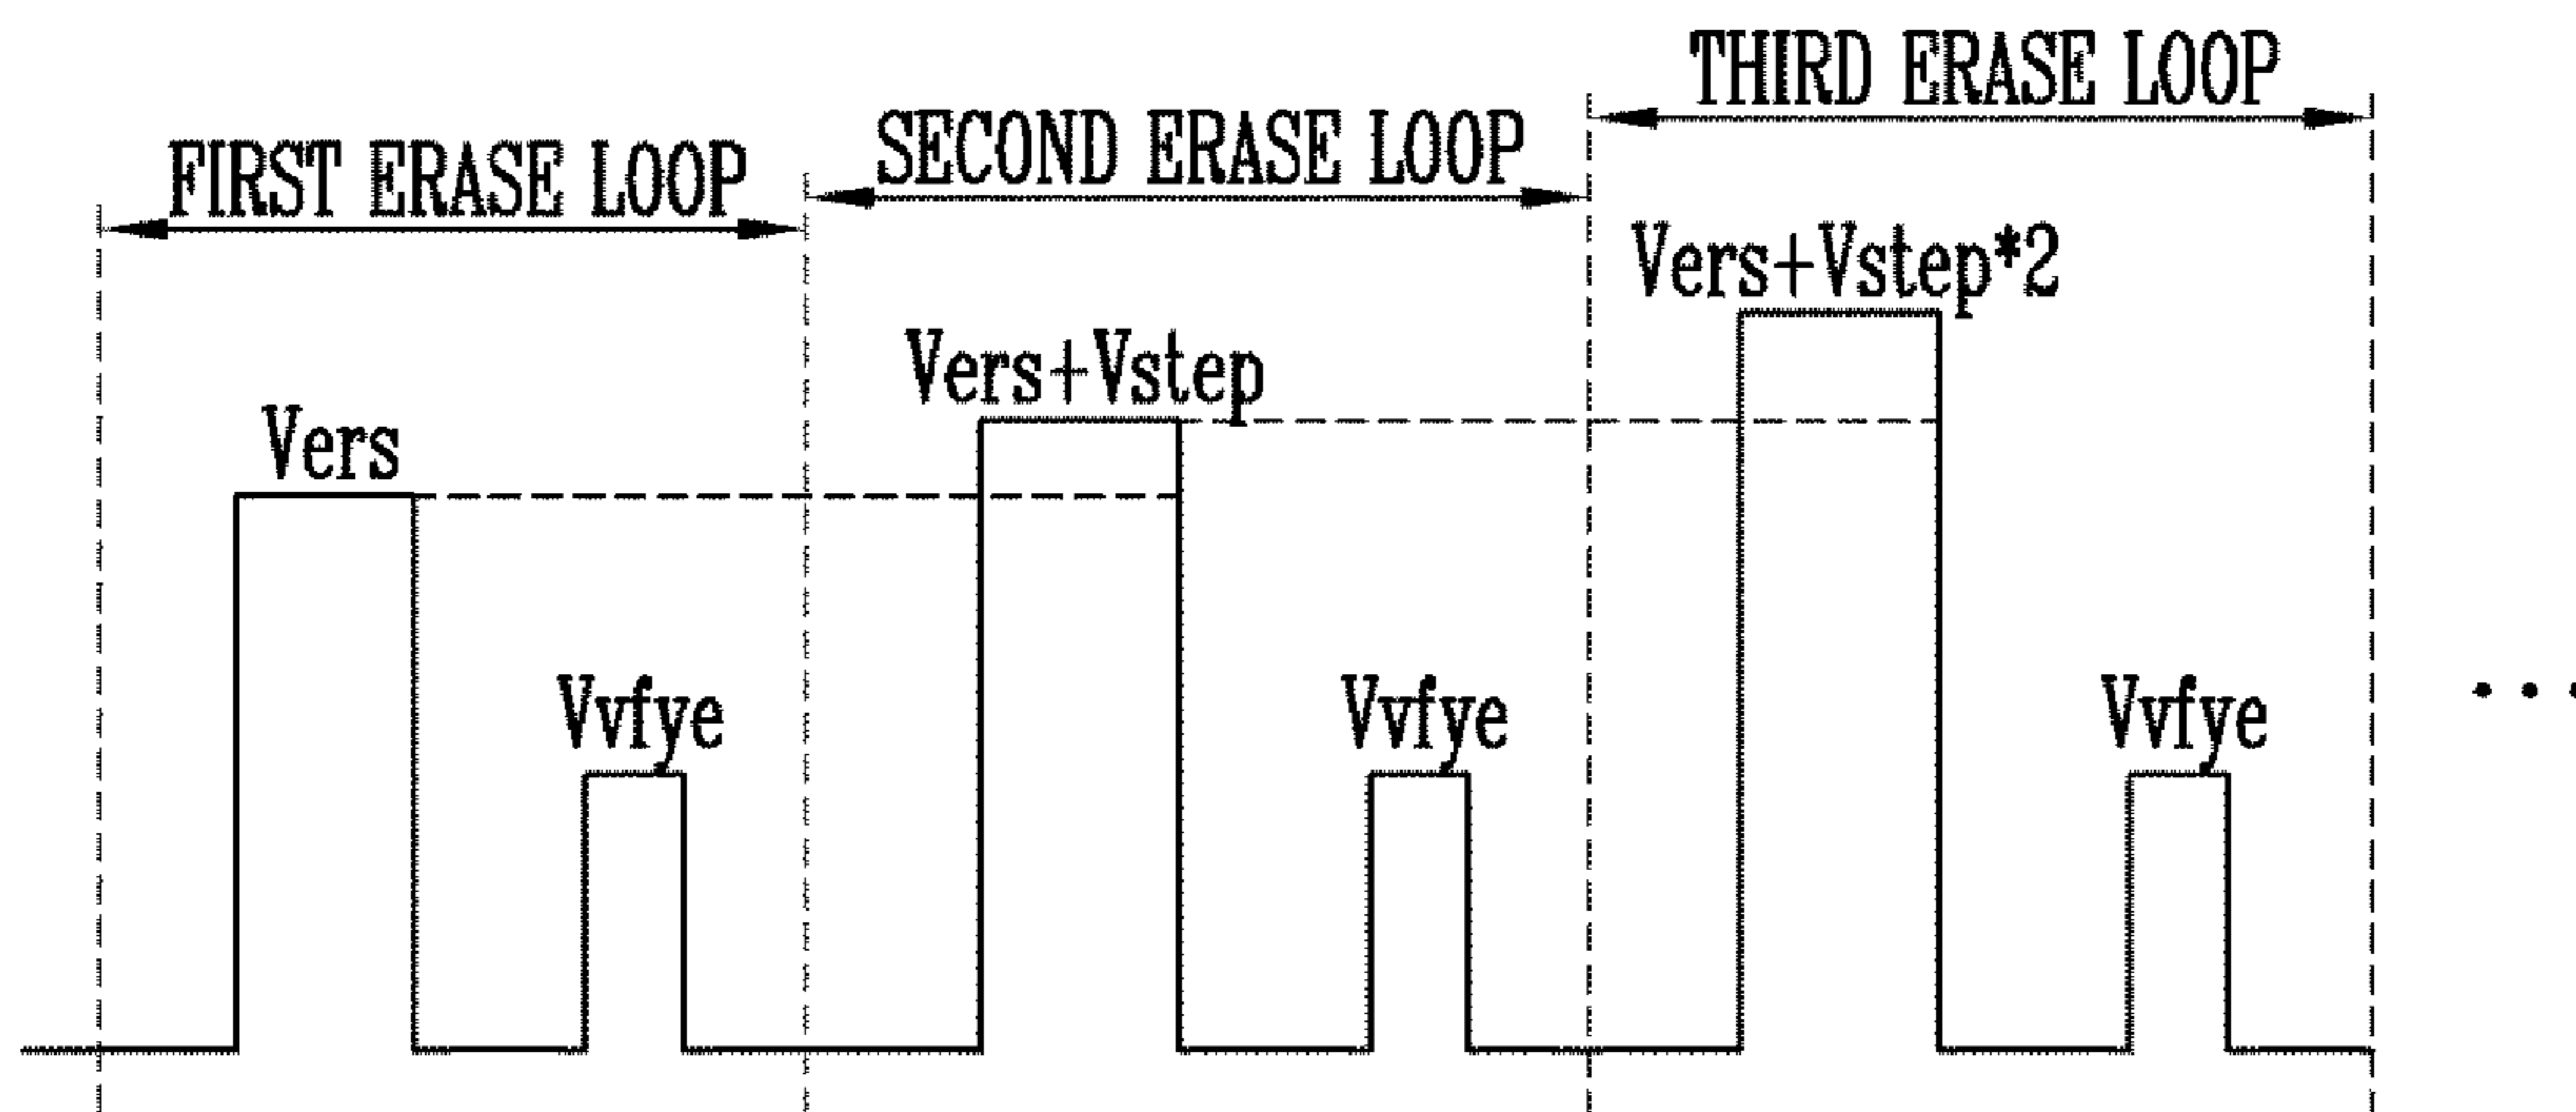 FIRST ERASE LOOP
SECOND ERASE LOOP
THIRD ERASE LOOP
Vers
Vers+Vstep
Vers+Vstep*2
Vvfye
Vvfye
Vvfye
...